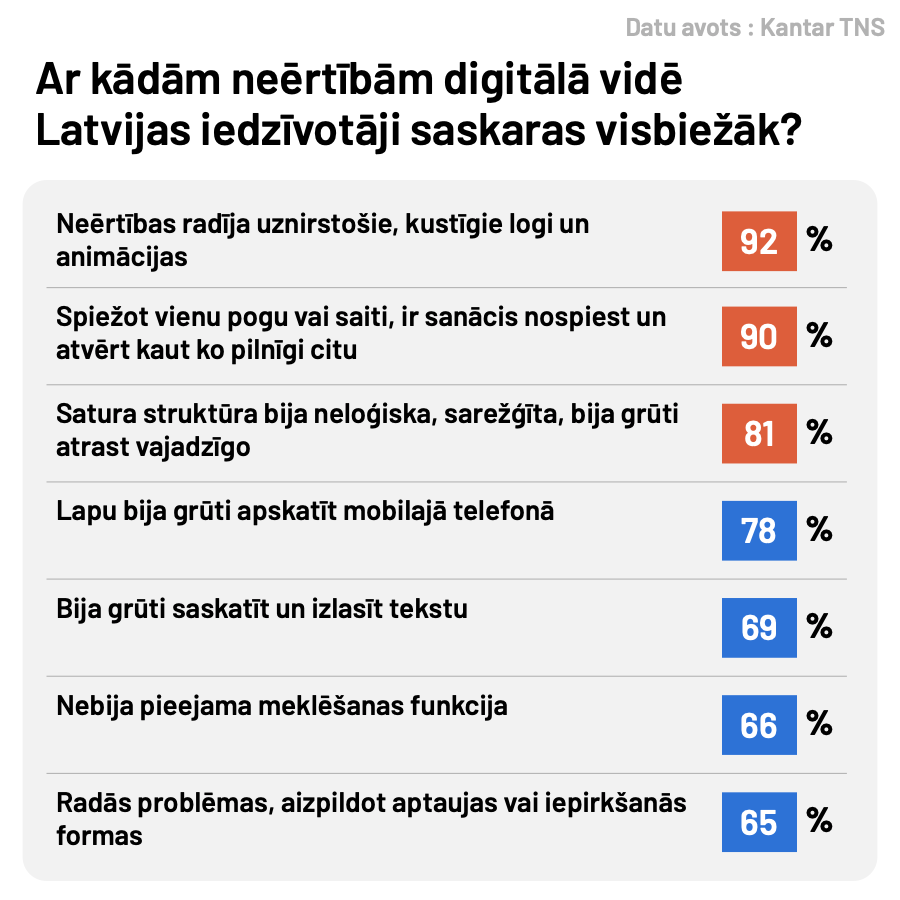 Datu avots : Kantar TNS
Ar kādām neērtībām digitālā vidē
Latvijas iedzīvotāji saskaras visbiežāk?
Neērtības radīja uznirstošie, kustīgie logi un
animācijas
92 %
Spiežot vienu pogu vai saiti, ir sanācis nospiest un
atvērt kaut ko pilnīgi citu
90 %
Satura struktūra bija neloģiska, sarežģīta, bija grūti
atrast vajadzīgo
81 %
Lapu bija grūti apskatīt mobilajā telefonā
78 %
Bija grūti saskatīt un izlasīt tekstu
69 %
Nebija pieejama meklēšanas funkcija
66 %
Radās problēmas, aizpildot aptaujas vai iepirkšanās
formas
65 %